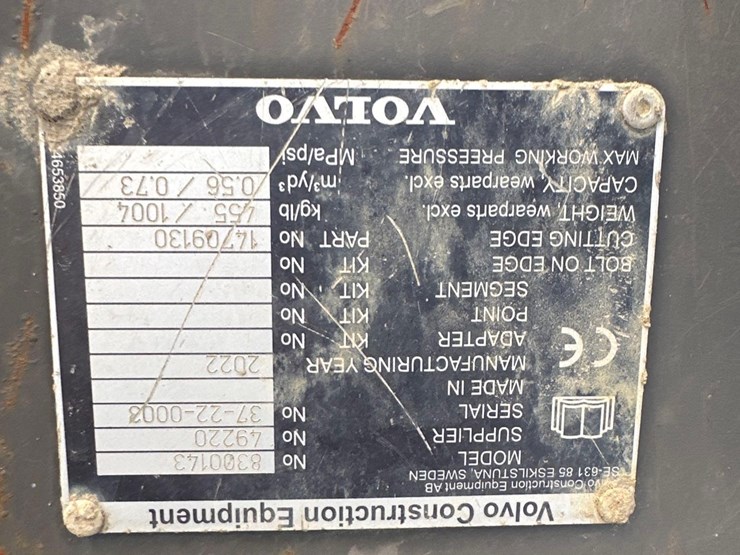 Volvo Construction Equipment
Volvo Construction Equipment AB
SE-631 85 ESKILSTUNA, SWEDEN
MODEL No 8300143
SUPPLIER No 49220
SERIAL No 37-22-0003
MADE IN
MANUFACTURING YEAR 2022
ADAPTER KIT No
POINT KIT No
SEGMENT KIT No
BOLT ON EDGE KIT No
CUTTING EDGE PART No 14709130
WEIGHT, wearparts excl. kg/lb 455 / 1004
CAPACITY, wearparts excl. m³/yd³ 0.56 / 0.73
MAX WORKING PREESSURE MPa/psi
VOLVO
CE
4653850